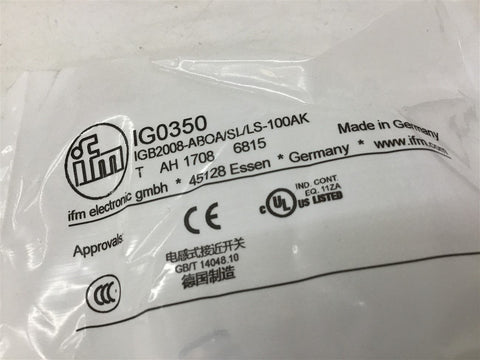 ifm
IG0350
IGB2008-ABOA/SL/LS-100AK
T AH 1708 6815
Made in Germany
ifm electronic gmbh * 45128 Essen * Germany * www.ifm.
Approvals
CE
c UL US LISTED
IND. CONT.
EQ. 11ZA
CCC
电感式接近开关
GB/T 14048.10
德国制造